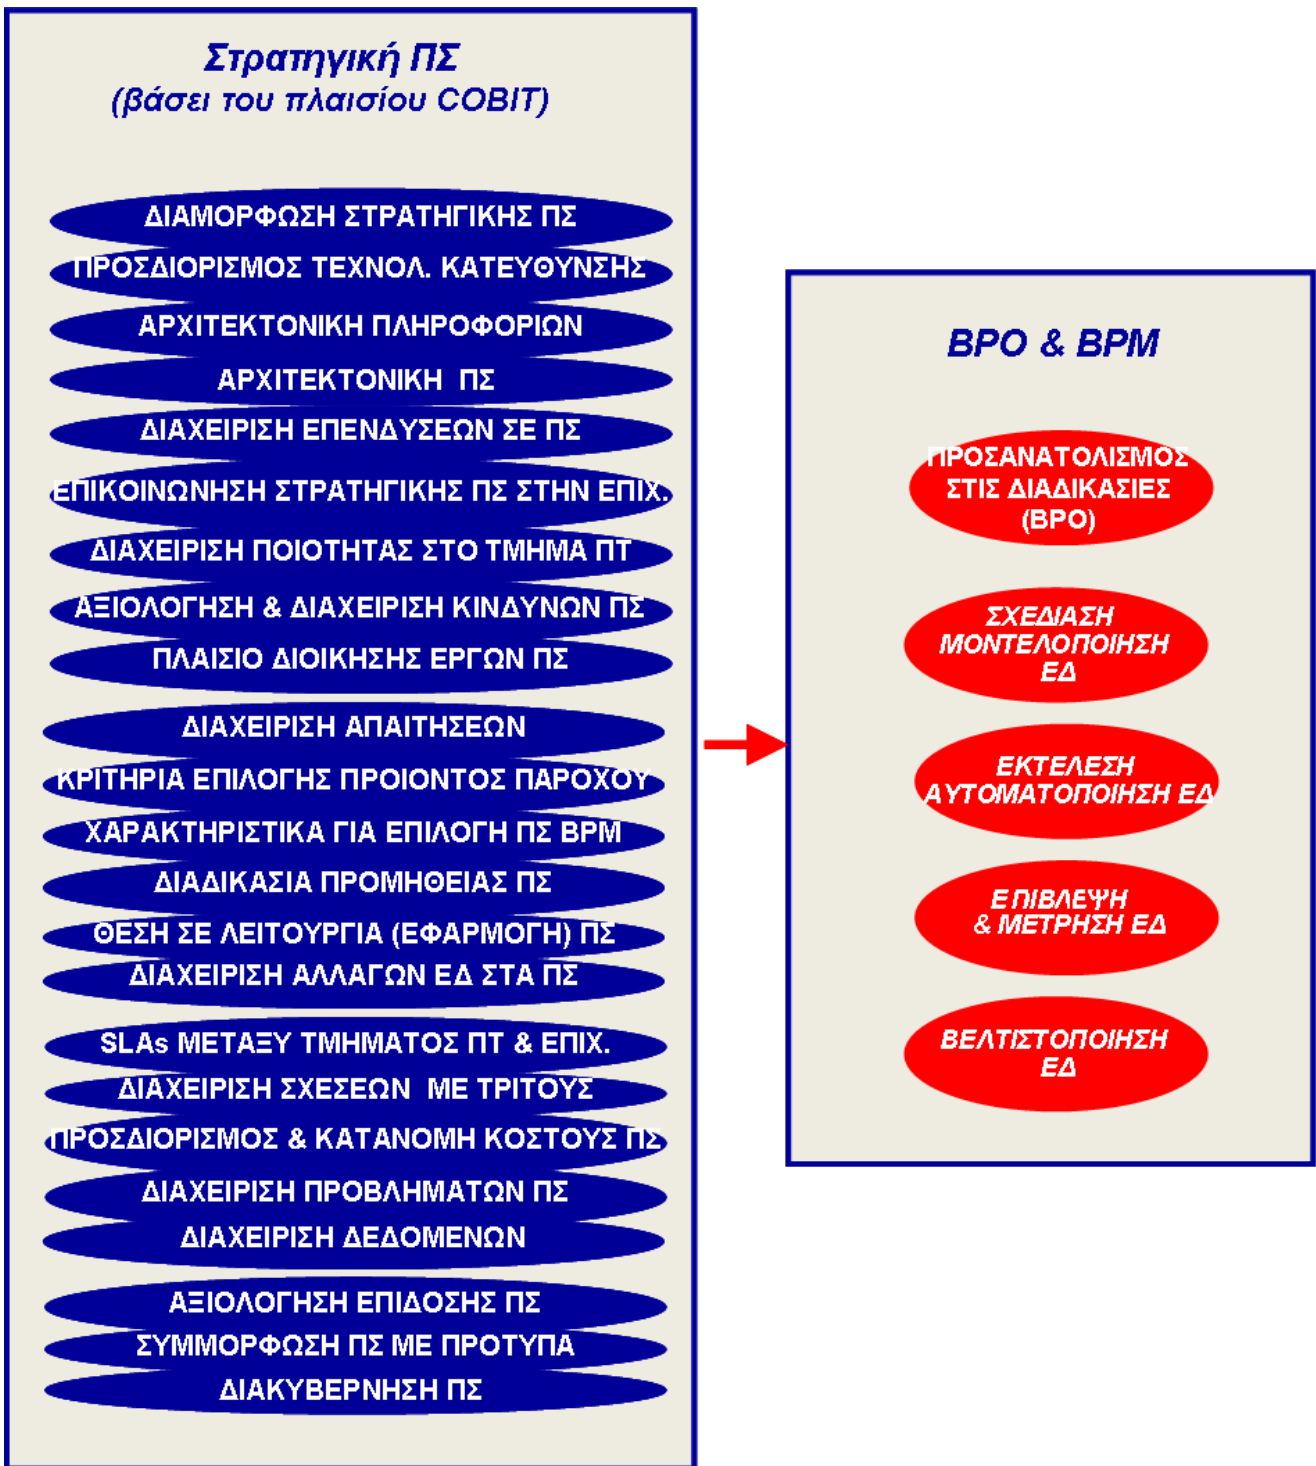 Στρατηγική ΠΣ
(βάσει του πλαισίου COBIT)
ΔΙΑΜΟΡΦΩΣΗ ΣΤΡΑΤΗΓΙΚΗΣ ΠΣ
ΠΡΟΣΔΙΟΡΙΣΜΟΣ ΤΕΧΝΟΛ. ΚΑΤΕΥΘΥΝΣΗΣ
ΑΡΧΙΤΕΚΤΟΝΙΚΗ ΠΛΗΡΟΦΟΡΙΩΝ
ΑΡΧΙΤΕΚΤΟΝΙΚΗ ΠΣ
ΔΙΑΧΕΙΡΙΣΗ ΕΠΕΝΔΥΣΕΩΝ ΣΕ ΠΣ
ΕΠΙΚΟΙΝΩΝΗΣΗ ΣΤΡΑΤΗΓΙΚΗΣ ΠΣ ΣΤΗΝ ΕΠΙΧ.
ΔΙΑΧΕΙΡΙΣΗ ΠΟΙΟΤΗΤΑΣ ΣΤΟ ΤΜΗΜΑ ΠΤ
ΑΞΙΟΛΟΓΗΣΗ & ΔΙΑΧΕΙΡΙΣΗ ΚΙΝΔΥΝΩΝ ΠΣ
ΠΛΑΙΣΙΟ ΔΙΟΙΚΗΣΗΣ ΕΡΓΩΝ ΠΣ
ΔΙΑΧΕΙΡΙΣΗ ΑΠΑΙΤΗΣΕΩΝ
ΚΡΙΤΗΡΙΑ ΕΠΙΛΟΓΗΣ ΠΡΟΙΟΝΤΟΣ ΠΑΡΟΧΟΥ
ΧΑΡΑΚΤΗΡΙΣΤΙΚΑ ΓΙΑ ΕΠΙΛΟΓΗ ΠΣ BPM
ΔΙΑΔΙΚΑΣΙΑ ΠΡΟΜΗΘΕΙΑΣ ΠΣ
ΘΕΣΗ ΣΕ ΛΕΙΤΟΥΡΓΙΑ (ΕΦΑΡΜΟΓΗ) ΠΣ
ΔΙΑΧΕΙΡΙΣΗ ΑΛΛΑΓΩΝ ΕΔ ΣΤΑ ΠΣ
SLAs ΜΕΤΑΞΥ ΤΜΗΜΑΤΟΣ ΠΤ & ΕΠΙΧ.
ΔΙΑΧΕΙΡΙΣΗ ΣΧΕΣΕΩΝ ΜΕ ΤΡΙΤΟΥΣ
ΠΡΟΣΔΙΟΡΙΣΜΟΣ & ΚΑΤΑΝΟΜΗ ΚΟΣΤΟΥΣ ΠΣ
ΔΙΑΧΕΙΡΙΣΗ ΠΡΟΒΛΗΜΑΤΩΝ ΠΣ
ΔΙΑΧΕΙΡΙΣΗ ΔΕΔΟΜΕΝΩΝ
ΑΞΙΟΛΟΓΗΣΗ ΕΠΙΔΟΣΗΣ ΠΣ
ΣΥΜΜΟΡΦΩΣΗ ΠΣ ΜΕ ΠΡΟΤΥΠΑ
ΔΙΑΚΥΒΕΡΝΗΣΗ ΠΣ
BPO & BPM
ΠΡΟΣΑΝΑΤΟΛΙΣΜΟΣ
ΣΤΙΣ ΔΙΑΔΙΚΑΣΙΕΣ
(BPO)
ΣΧΕΔΙΑΣΗ
ΜΟΝΤΕΛΟΠΟΙΗΣΗ
ΕΔ
ΕΚΤΕΛΕΣΗ
ΑΥΤΟΜΑΤΟΠΟΙΗΣΗ ΕΔ
ΕΠΙΒΛΕΨΗ
& ΜΕΤΡΗΣΗ ΕΔ
ΒΕΛΤΙΣΤΟΠΟΙΗΣΗ
ΕΔ